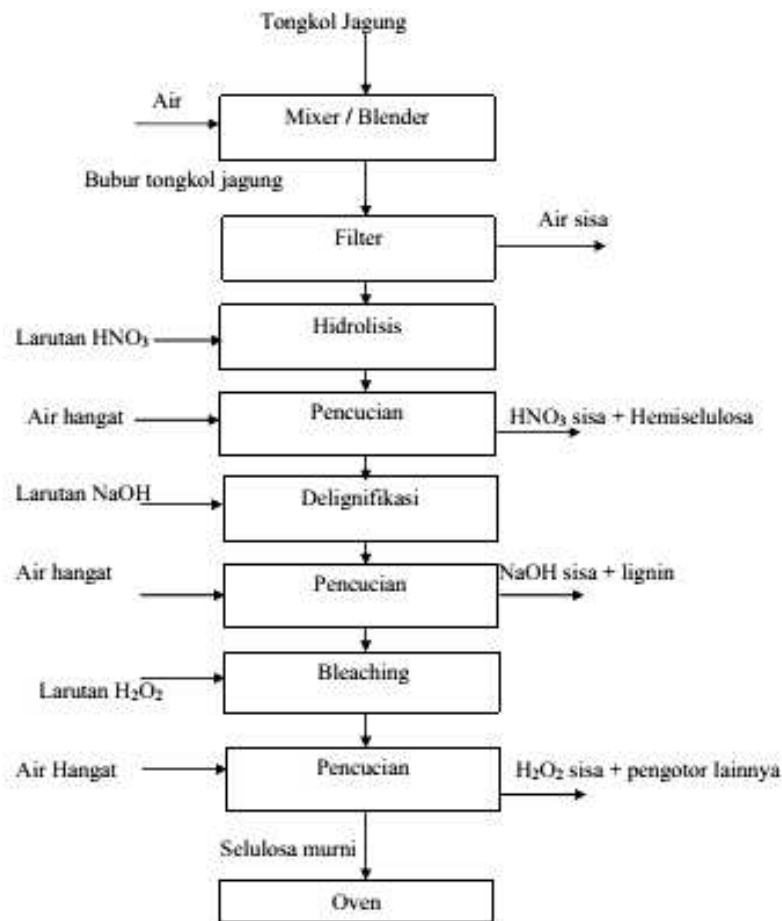 Tongkol Jagung
Air
Mixer / Blender
Bubur tongkol jagung
Filter
Air sisa
Hidrolisis
Larutan HNO₃
Air hangat
Pencucian
HNO₃ sisa + Hemiselulosa
Larutan NaOH
Delignifikasi
Air hangat
Pencucian
NaOH sisa + lignin
Bleaching
Larutan H₂O₂
Air Hangat
Pencucian
H₂O₂ sisa + pengotor lainnya
Selulosa murni
Oven